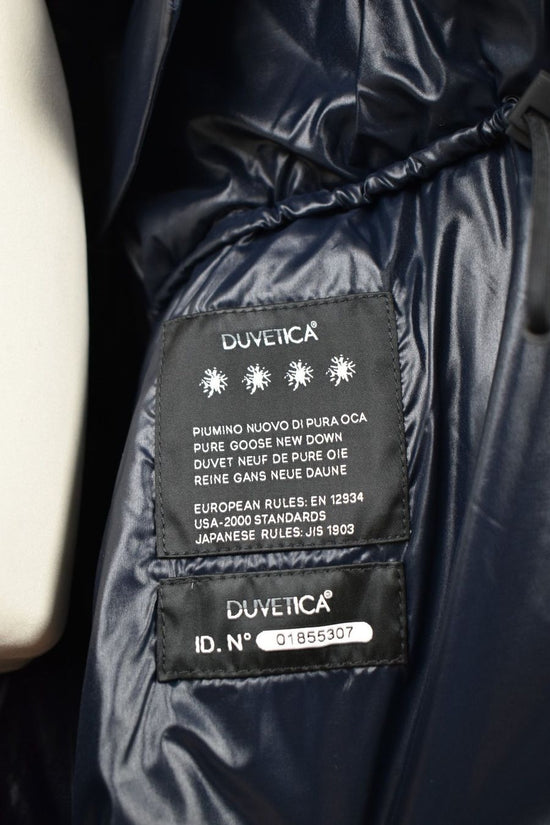 DUVETICA®
PIUMINO NUOVO DI PURA OCA
PURE GOOSE NEW DOWN
DUVET NEUF DE PURE OIE
REINE GANS NEUE DAUNE
EUROPEAN RULES: EN 12934
USA-2000 STANDARDS
JAPANESE RULES: JIS 1903
DUVETICA®
ID. N° 01855307